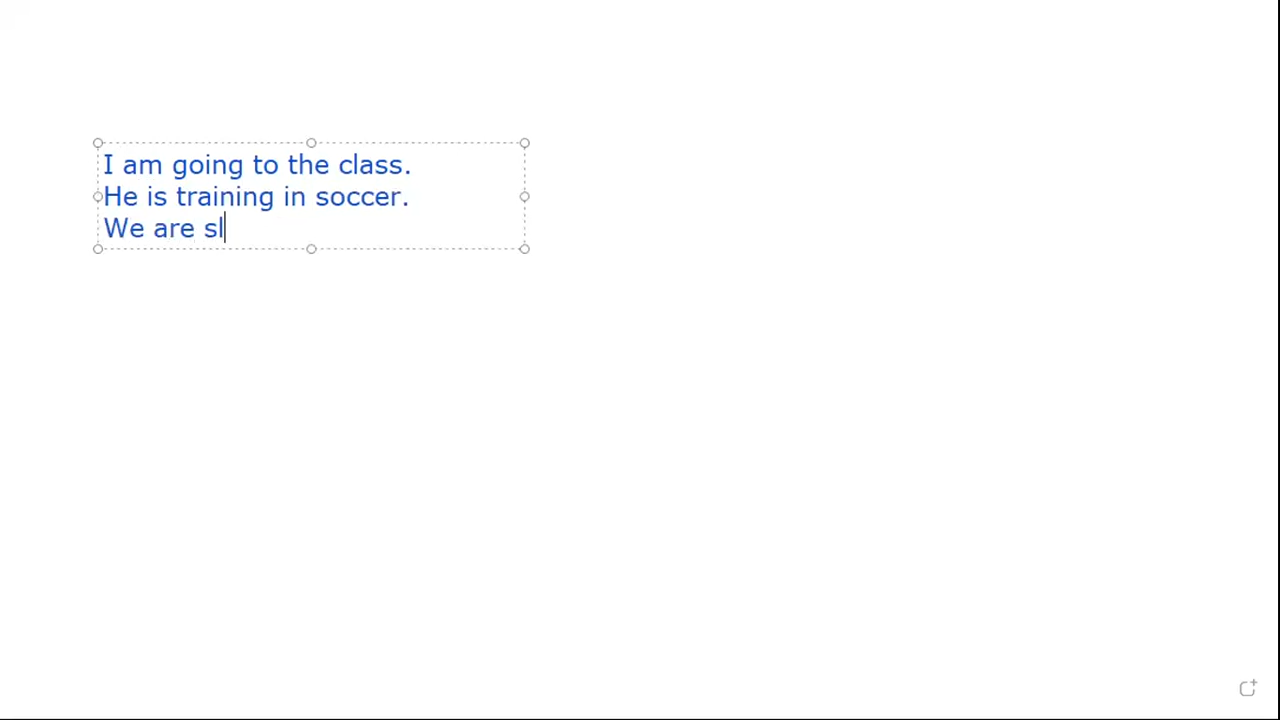 I am going to the class.
He is training in soccer.
We are sl